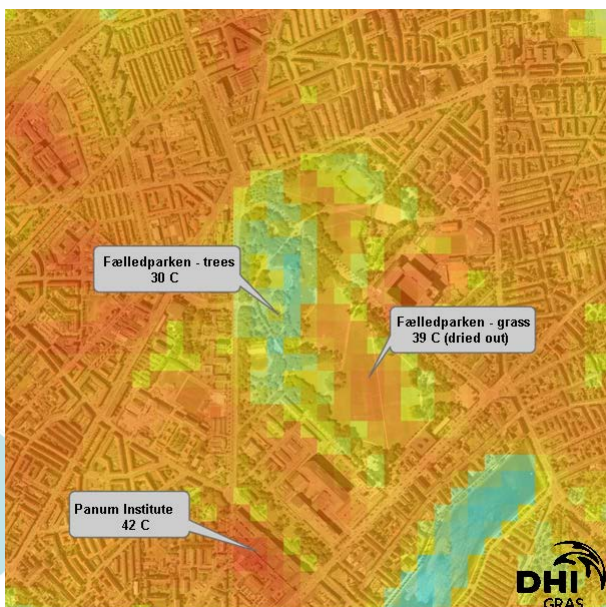 Fælledparken - trees
30 C
Fælledparken - grass
39 C (dried out)
Panum Institute
42 C
DHI
GRAS